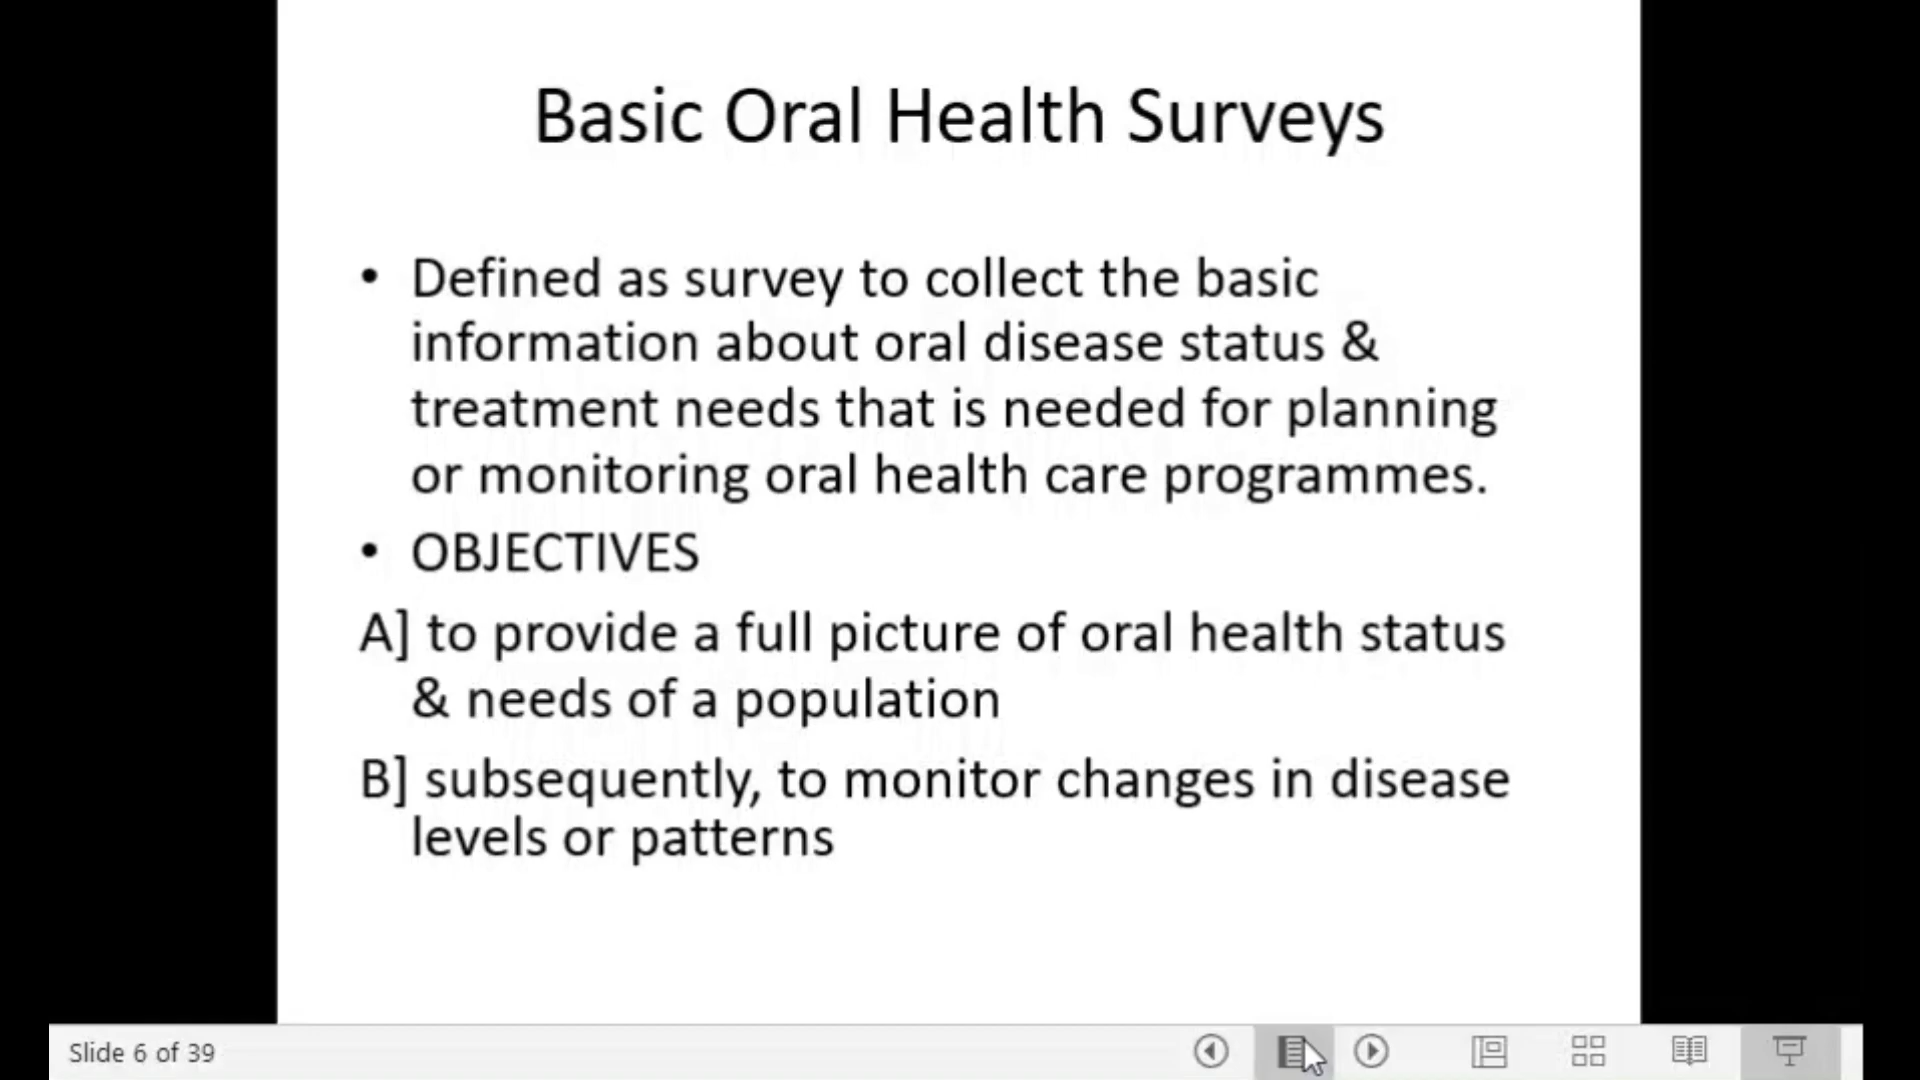 Basic Oral Health Surveys
• Defined as survey to collect the basic
information about oral disease status &
treatment needs that is needed for planning
or monitoring oral health care programmes.
• OBJECTIVES
A] to provide a full picture of oral health status
& needs of a population
B] subsequently, to monitor changes in disease
levels or patterns
Slide 6 of 39